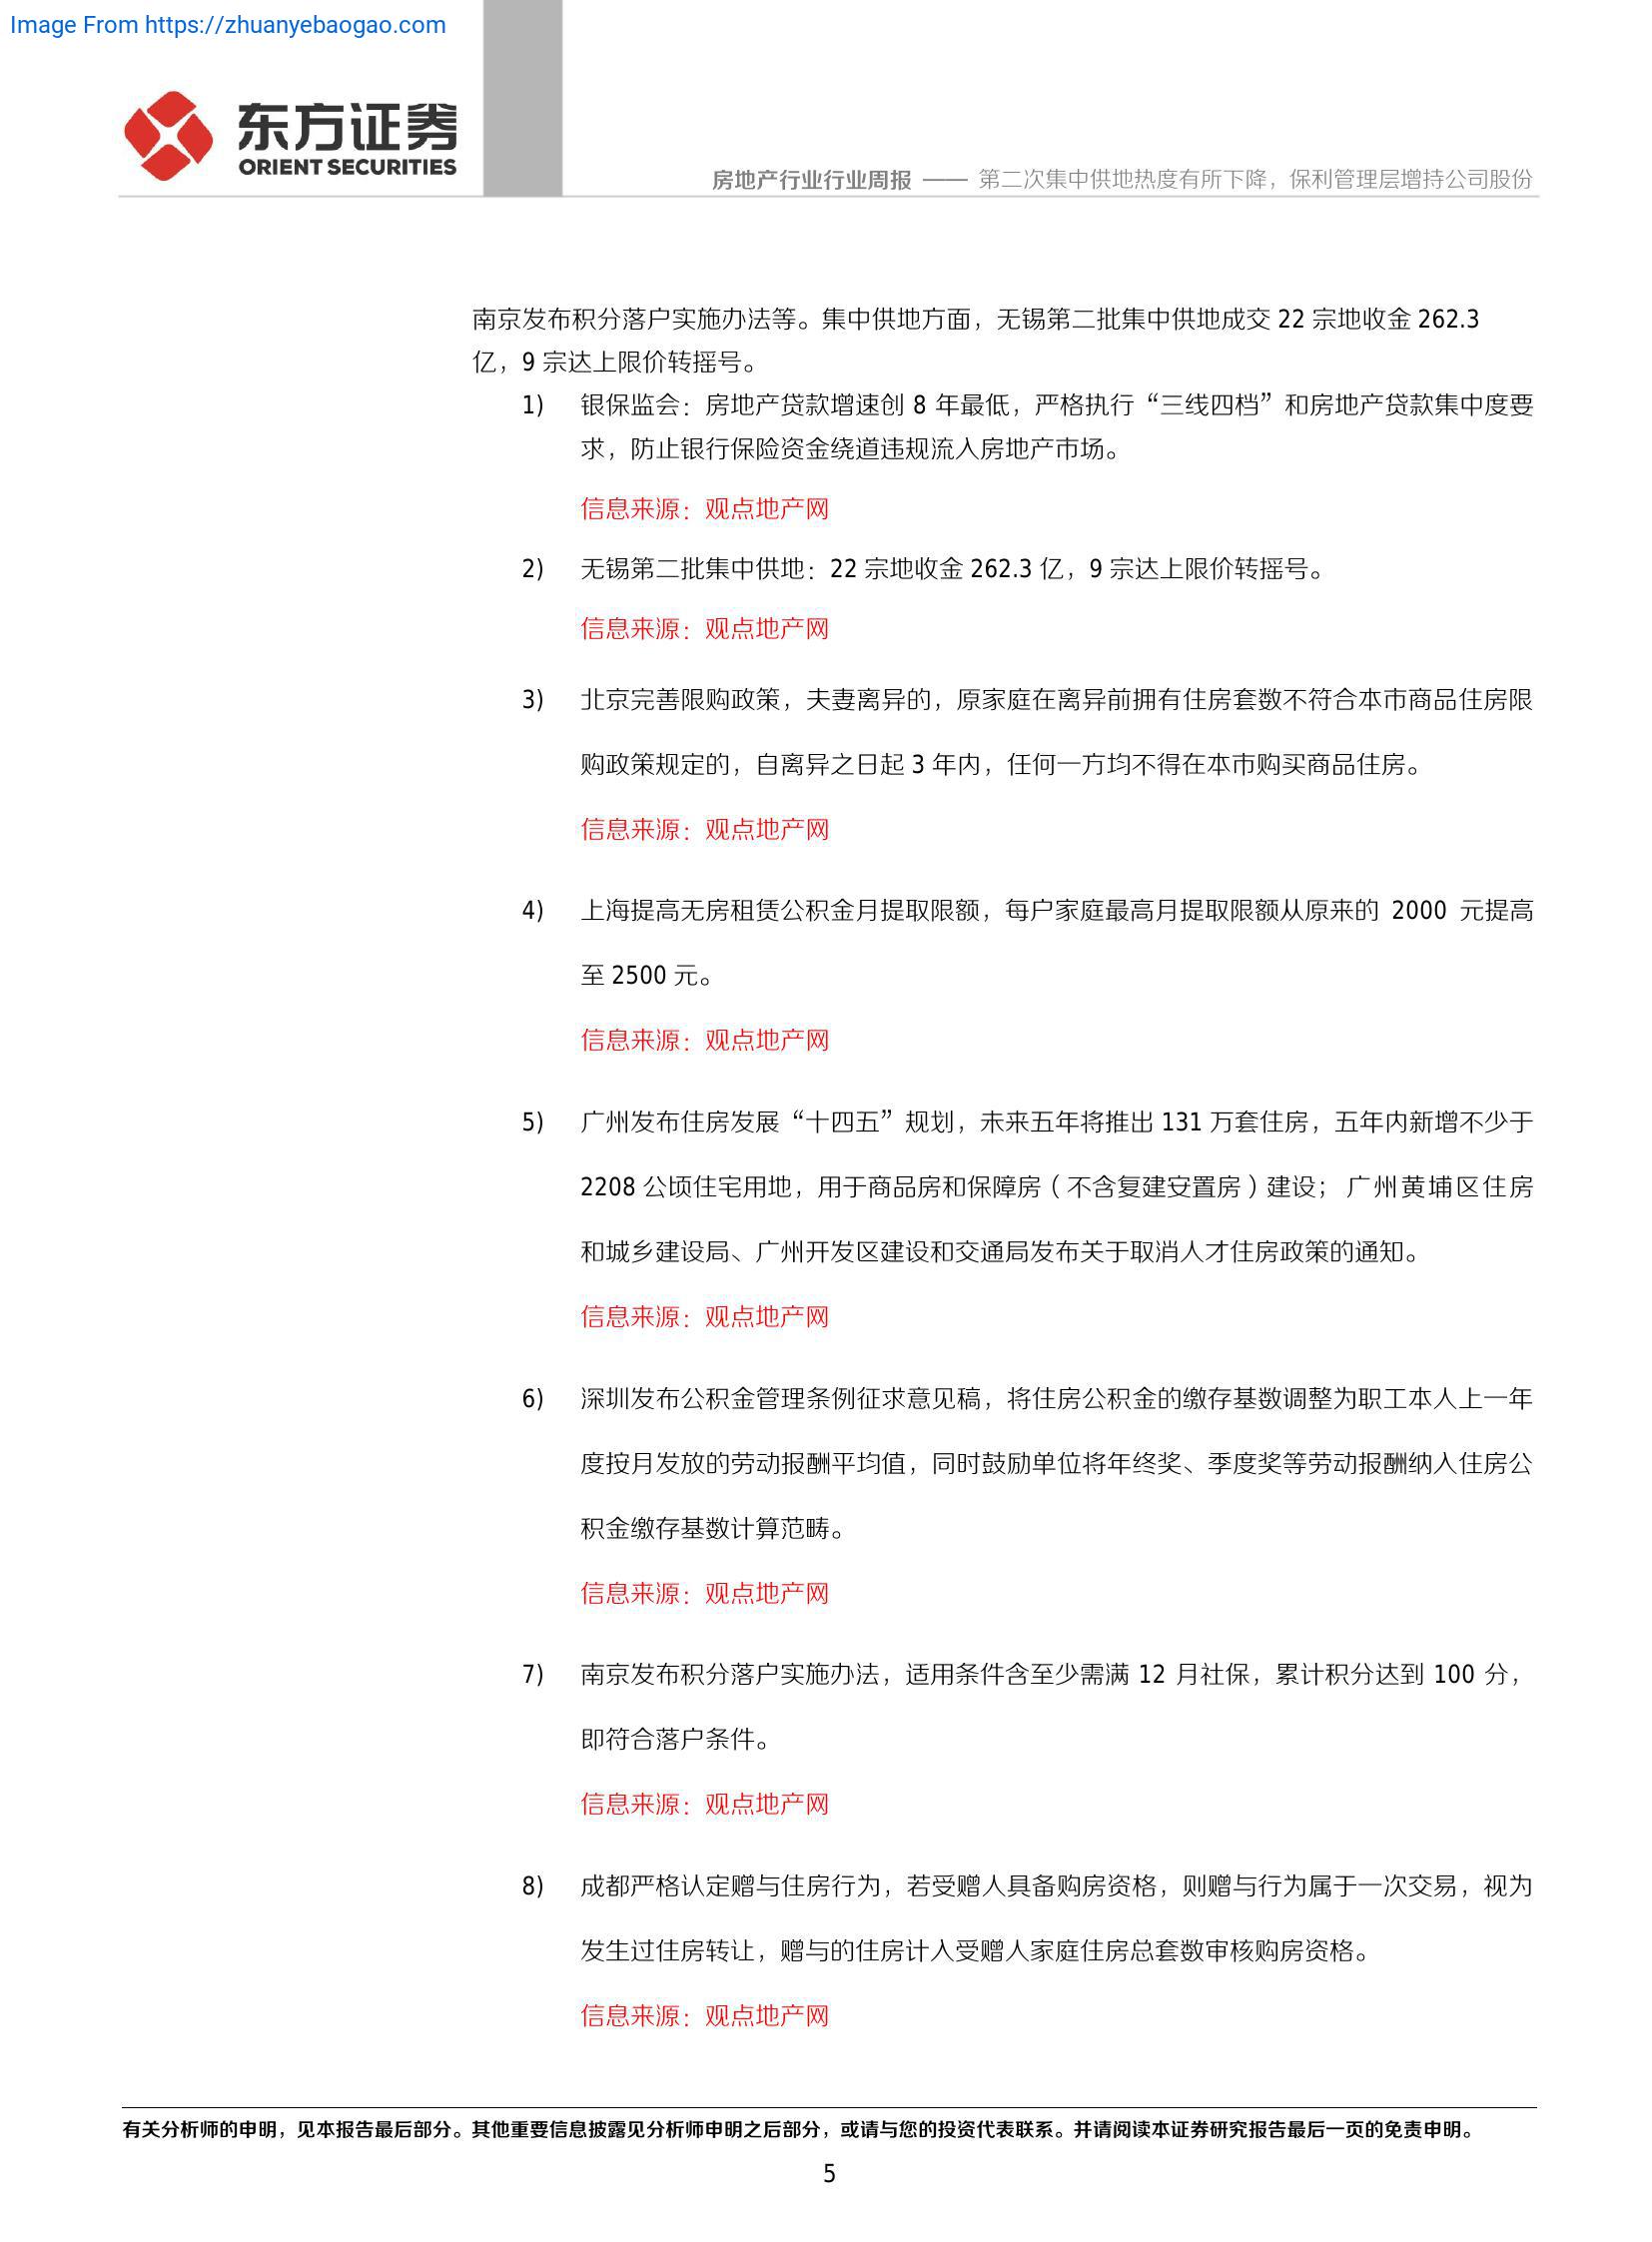 Image From https://zhuanyebaogao.com
东方证券
ORIENT SECURITIES
房地产行业行业周报 —— 第二次集中供地热度有所下降，保利管理层增持公司股份
南京发布积分落户实施办法等。集中供地方面，无锡第二批集中供地成交 22 宗地收金 262.3
亿，9 宗达上限价转摇号。
1) 银保监会：房地产贷款增速创 8 年最低，严格执行“三线四档”和房地产贷款集中度要
求，防止银行保险资金绕道违规流入房地产市场。
信息来源：观点地产网
2) 无锡第二批集中供地：22 宗地收金 262.3 亿，9 宗达上限价转摇号。
信息来源：观点地产网
3) 北京完善限购政策，夫妻离异的，原家庭在离异前拥有住房套数不符合本市商品住房限
购政策规定的，自离异之日起 3 年内，任何一方均不得在本市购买商品住房。
信息来源：观点地产网
4) 上海提高无房租赁公积金月提取限额，每户家庭最高月提取限额从原来的 2000 元提高
至 2500 元。
信息来源：观点地产网
5) 广州发布住房发展“十四五”规划，未来五年将推出 131 万套住房，五年内新增不少于
2208 公顷住宅用地，用于商品房和保障房（不含复建安置房）建设； 广州黄埔区住房
和城乡建设局、广州开发区建设和交通局发布关于取消人才住房政策的通知。
信息来源：观点地产网
6) 深圳发布公积金管理条例征求意见稿，将住房公积金的缴存基数调整为职工本人上一年
度按月发放的劳动报酬平均值，同时鼓励单位将年终奖、季度奖等劳动报酬纳入住房公
积金缴存基数计算范畴。
信息来源：观点地产网
7) 南京发布积分落户实施办法，适用条件含至少需满 12 月社保，累计积分达到 100 分，
即符合落户条件。
信息来源：观点地产网
8) 成都严格认定赠与住房行为，若受赠人具备购房资格，则赠与行为属于一次交易，视为
发生过住房转让，赠与的住房计入受赠人家庭住房总套数审核购房资格。
信息来源：观点地产网
有关分析师的申明，见本报告最后部分。其他重要信息披露见分析师申明之后部分，或请与您的投资代表联系。并请阅读本证券研究报告最后一页的免责申明。
5